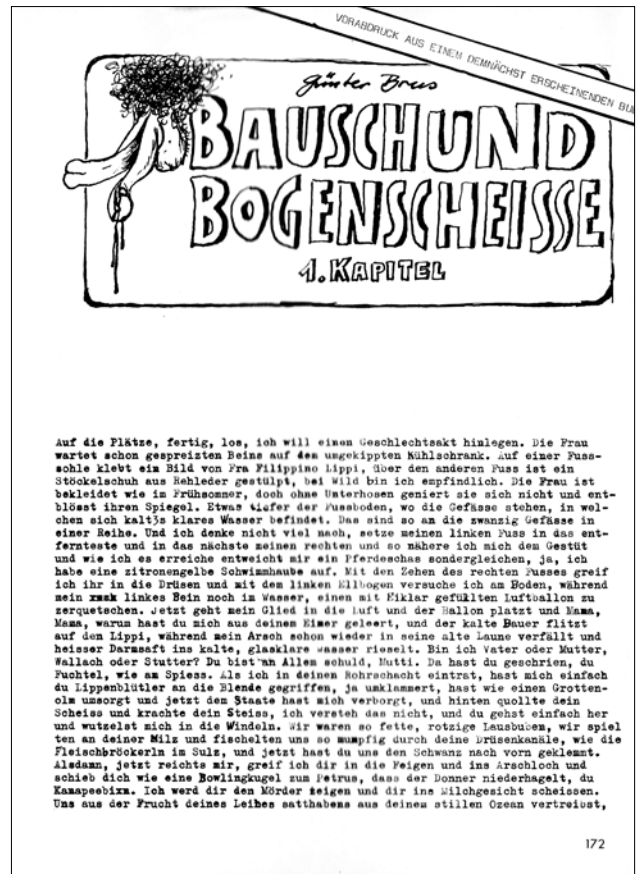 VORABDRUCK AUS EINEM DEMNÄCHST ERSCHEINENDEN BU
Günter Brus
BAUSCH UND
BOGENSCHEISSE
1. KAPITEL
Auf die Plätze, fertig, los, ich will einen Geschlechtsakt hinlegen. Die Frau
wartet schon gespreizten Beins auf dem umgekippten Kühlschrank. Auf einer Fuss-
sohle klebt ein Bild von Fra Filippino Lippi, über den anderen Fuss ist ein
Stöckelschuh aus Rehleder gestülpt, bei Wild bin ich empfindlich. Die Frau ist
bekleidet wie im Frühsommer, doch ohne Unterhosen geniert sie sich nicht und ent-
blösst ihren Spiegel. Etwas tiefer der Fussboden, wo die Gefässe stehen, in wel-
chen sich kaltjs klares Wasser befindet. Das sind so an die zwanzig Gefässe in
einer Reihe. Und ich denke nicht viel nach, setze meinen linken Fuss in das ent-
fernteste und in das nächste meinen rechten und so nähere ich mich dem Gestüt
und wie ich es erreiche entweicht mir ein Pferdeschas sondergleichen, ja, ich
habe eine zitronengelbe Schwimmhaube auf. Mit den Zehen des rechten Fusses greif
ich ihr in die Drüsen und mit dem linken Ellbogen versuche ich am Boden, während
mein linkes Bein noch im Wasser, einen mit Eiklar gefüllten Luftballon zu
zerquetschen. Jetzt geht mein Glied in die Luft und der Ballon platzt und Mama,
Mama, warum hast du mich aus deinem Eimer geleert, und der kalte Bauer flitzt
auf den Lippi, während mein Arsch schon wieder in seine alte Laune verfällt und
heisser Darmsaft ins kalte, glasklare Wasser rieselt. Bin ich Vater oder Mutter,
Wallach oder Stutter? Du bist an Allem schuld, Mutti. Da hast du geschrien, du
Fuchtel, wie am Spiess. Als ich in deinen Rohrschacht eintrat, hast mich einfach
du Lippenblütler an die Blende gegriffen, ja umklammert, hast wie einen Grotten-
olm umsorgt und jetzt dem Staate hast mich verborgt, und hinten quollte dein
Scheiss und krachte dein Steiss, ich versteh das nicht, und du gehst einfach her
und wutzelst mich in die Windeln. Wir waren so fette, rotzige Lausbuben, wir spiel
ten an deiner Milz und fischelten uns so mumpfig durch deine Drüsenkanäle, wie die
Fleischbröckerln im Sulz, und jetzt hast du uns den Schwanz nach vorn geklemmt.
Alsdann, jetzt reichts mir, greif ich dir in die Feigen und ins Arschloch und
schieb dich wie eine Bowlingkugel zum Petrus, dass der Donner niederhagelt, du
Kanapeebixn. Ich werd dir den Mörder teigen und dir ins Milchgesicht scheissen.
Uns aus der Frucht deines Leibes satthabens aus deinem stillen Ozean vertreibst,
172